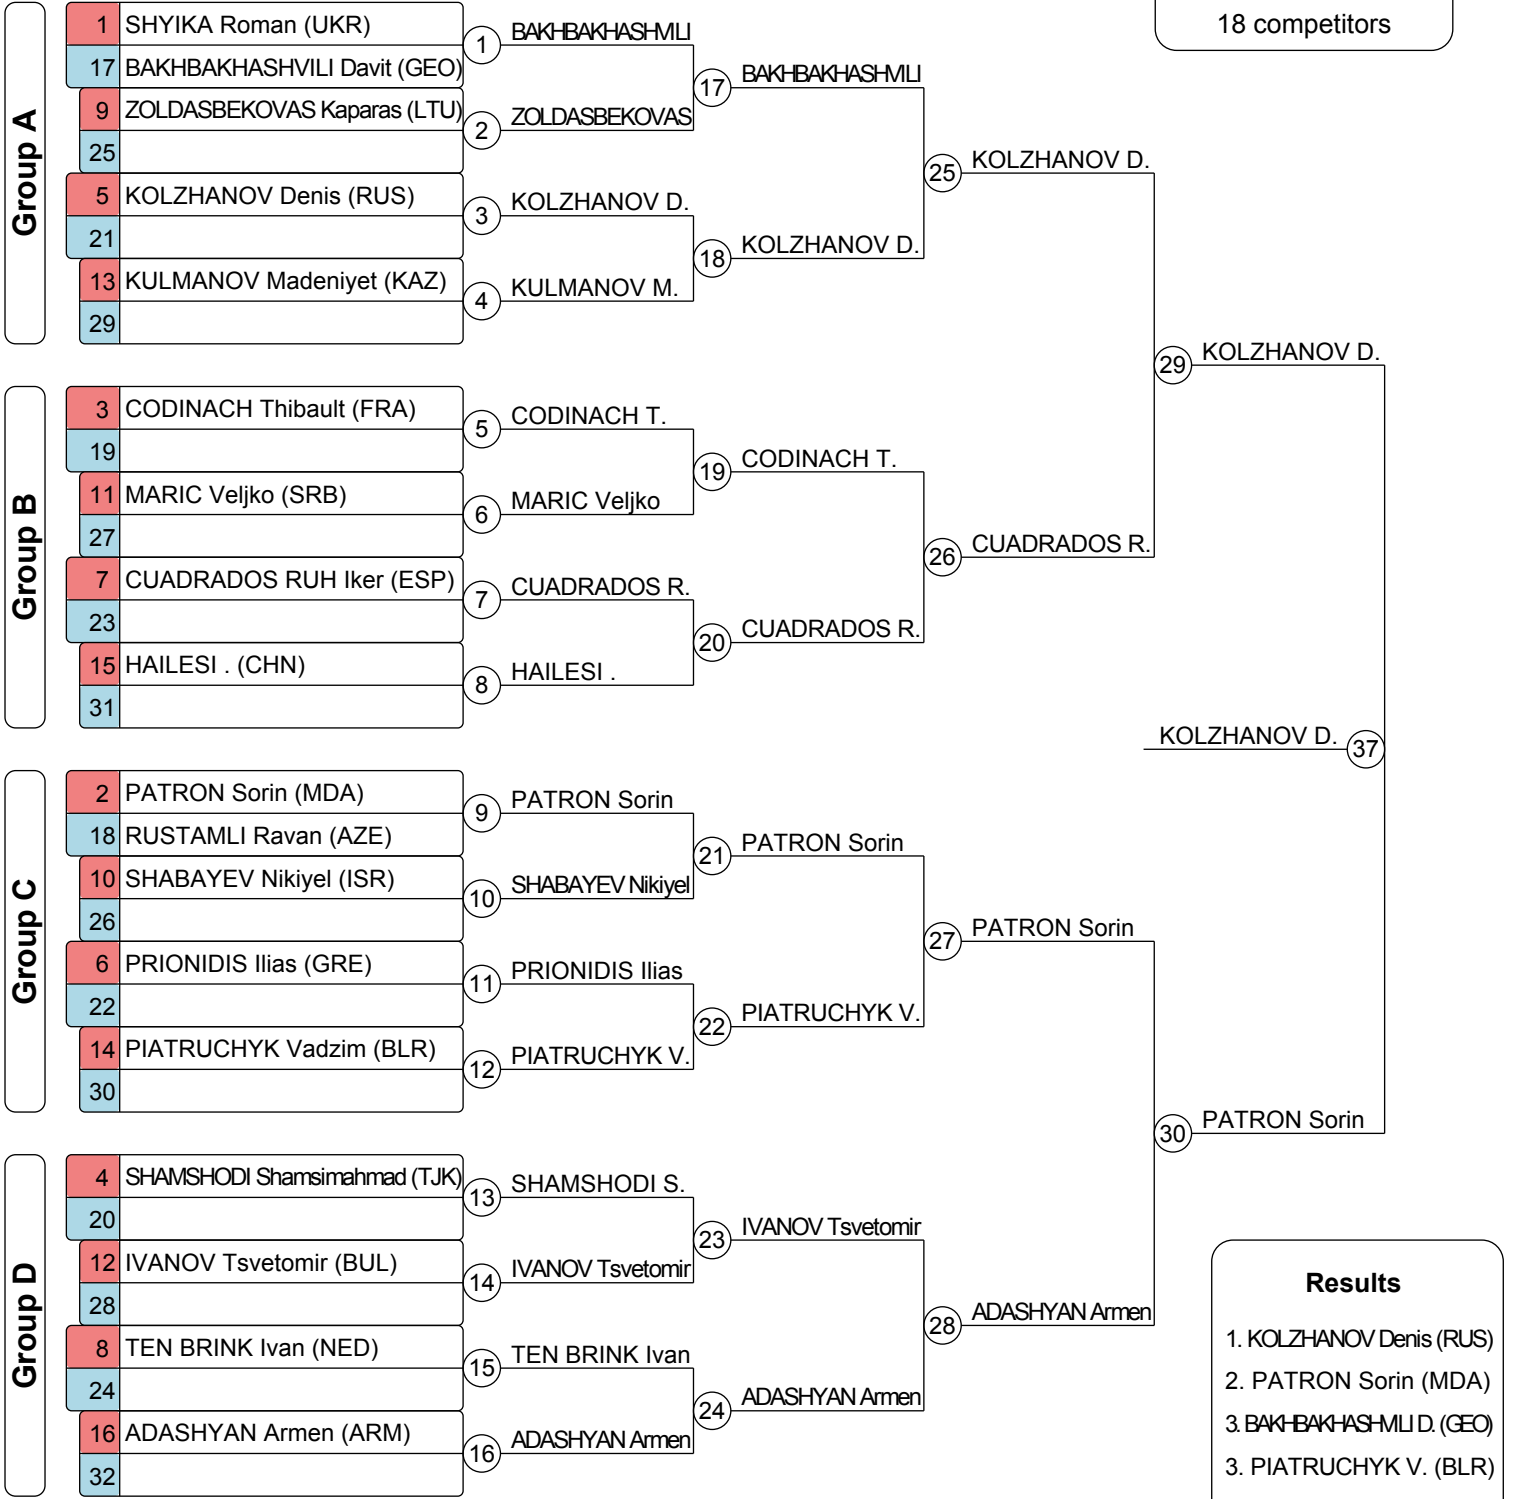 18 competitors
Group A
1 SHYIKA Roman (UKR)
17 BAKHBAKHASHVILI Davit (GEO)
9 ZOLDASBEKOVAS Kaparas (LTU)
25
5 KOLZHANOV Denis (RUS)
21
13 KULMANOV Madeniyet (KAZ)
29
1 BAKHBAKHASHVILI
2 ZOLDASBEKOVAS
3 KOLZHANOV D.
4 KULMANOV M.
17 BAKHBAKHASHVILI
18 KOLZHANOV D.
25 KOLZHANOV D.
Group B
3 CODINACH Thibault (FRA)
19
11 MARIC Veljko (SRB)
27
7 CUADRADOS RUH Iker (ESP)
23
15 HAILESI . (CHN)
31
5 CODINACH T.
6 MARIC Veljko
7 CUADRADOS R.
8 HAILESI .
19 CODINACH T.
20 CUADRADOS R.
26 CUADRADOS R.
29 KOLZHANOV D.
KOLZHANOV D. 37
Group C
2 PATRON Sorin (MDA)
18 RUSTAMLI Ravan (AZE)
10 SHABAYEV Nikiyel (ISR)
26
6 PRIONIDIS Ilias (GRE)
22
14 PIATRUCHYK Vadzim (BLR)
30
9 PATRON Sorin
10 SHABAYEV Nikiyel
11 PRIONIDIS Ilias
12 PIATRUCHYK V.
21 PATRON Sorin
22 PIATRUCHYK V.
27 PATRON Sorin
30 PATRON Sorin
Group D
4 SHAMSHODI Shamsimahmad (TJK)
20
12 IVANOV Tsvetomir (BUL)
28
8 TEN BRINK Ivan (NED)
24
16 ADASHYAN Armen (ARM)
32
13 SHAMSHODI S.
14 IVANOV Tsvetomir
15 TEN BRINK Ivan
16 ADASHYAN Armen
23 IVANOV Tsvetomir
24 ADASHYAN Armen
28 ADASHYAN Armen
Results
1. KOLZHANOV Denis (RUS)
2. PATRON Sorin (MDA)
3. BAKHBAKHASHVILI D. (GEO)
3. PIATRUCHYK V. (BLR)